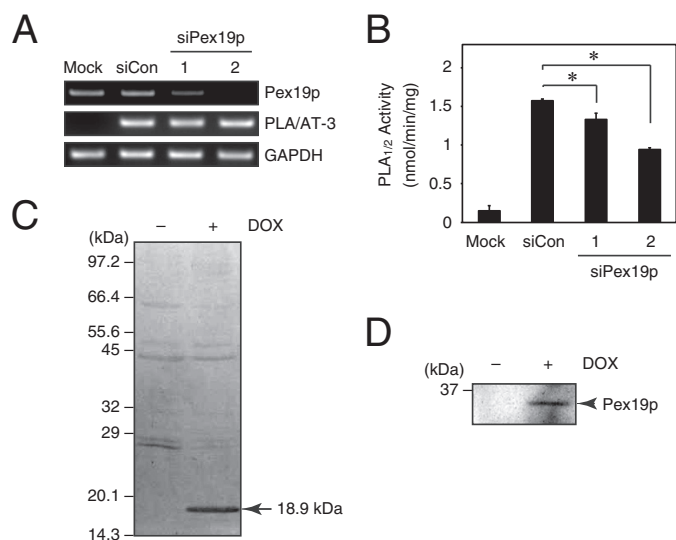 A
siPex19p
Mock siCon 1 2
Pex19p
PLA/AT-3
GAPDH
B
PLA1/2 Activity
(nmol/min/mg)
2
1.5
1
0.5
0
*
*
Mock siCon 1 2
siPex19p
C
(kDa)
– + DOX
97.2
66.4
55.6
45
32
29
20.1
14.3
18.9 kDa
D
(kDa)
– + DOX
37
Pex19p